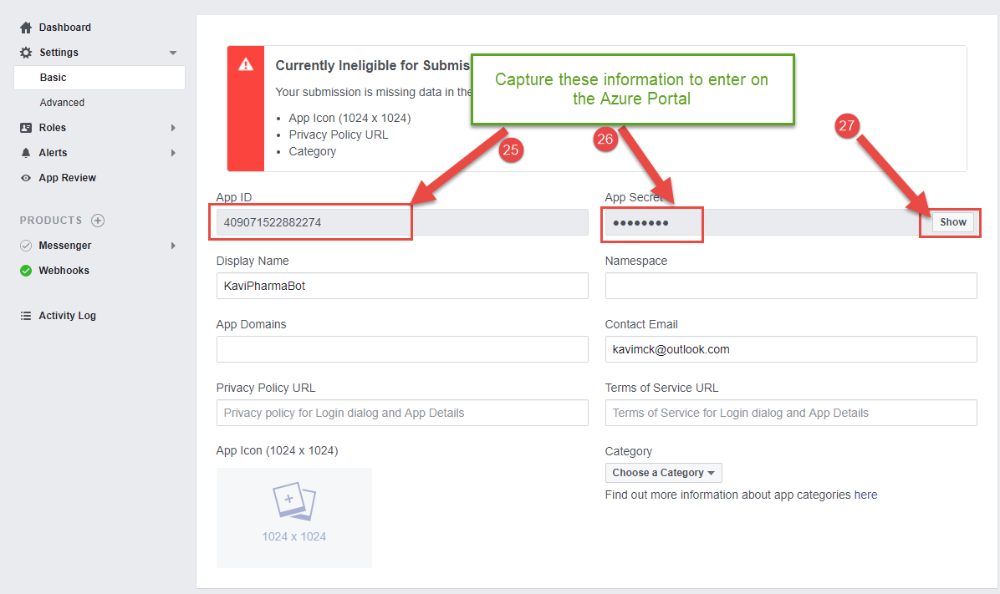 Dashboard
Settings
Basic
Advanced
Roles
Alerts
App Review
PRODUCTS
Messenger
Webhooks
Activity Log
Currently Ineligible for Submis
Your submission is missing data in the
• App Icon (1024 x 1024)
• Privacy Policy URL
• Category
Capture these information to enter on
the Azure Portal
25
26
27
App ID
409071522882274
App Secret
●●●●●●●●
Show
Display Name
KaviPharmaBot
Namespace
App Domains
Contact Email
kavimck@outlook.com
Privacy Policy URL
Privacy policy for Login dialog and App Details
Terms of Service URL
Terms of Service for Login dialog and App Details
App Icon (1024 x 1024)
1024 x 1024
Category
Choose a Category
Find out more information about app categories here